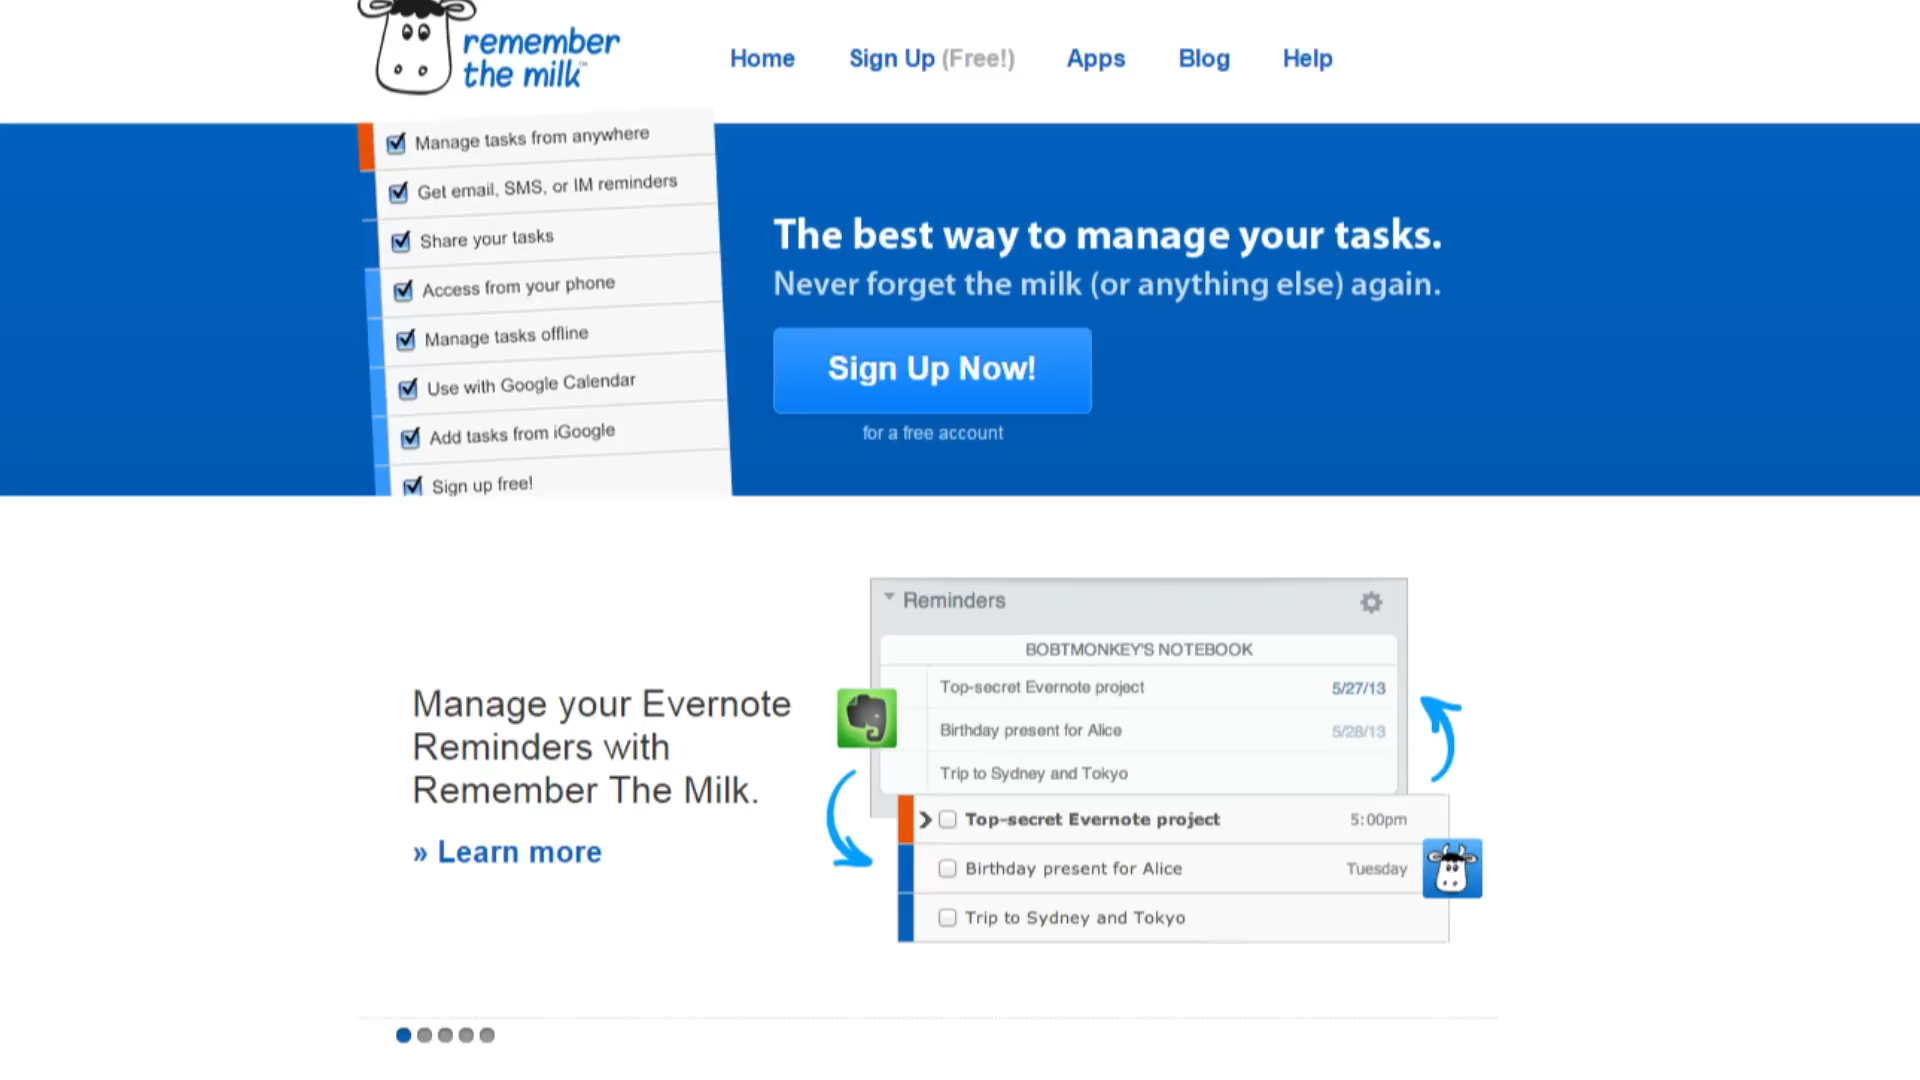 remember
the milk™
Home
Sign Up (Free!)
Apps
Blog
Help
Manage tasks from anywhere
Get email, SMS, or IM reminders
Share your tasks
Access from your phone
Manage tasks offline
Use with Google Calendar
Add tasks from iGoogle
Sign up free!
The best way to manage your tasks.
Never forget the milk (or anything else) again.
Sign Up Now!
for a free account
Manage your Evernote
Reminders with
Remember The Milk.
» Learn more
Reminders
BOBTMONKEY'S NOTEBOOK
Top-secret Evernote project 5/27/13
Birthday present for Alice 5/28/13
Trip to Sydney and Tokyo
Top-secret Evernote project 5:00pm
Birthday present for Alice Tuesday
Trip to Sydney and Tokyo